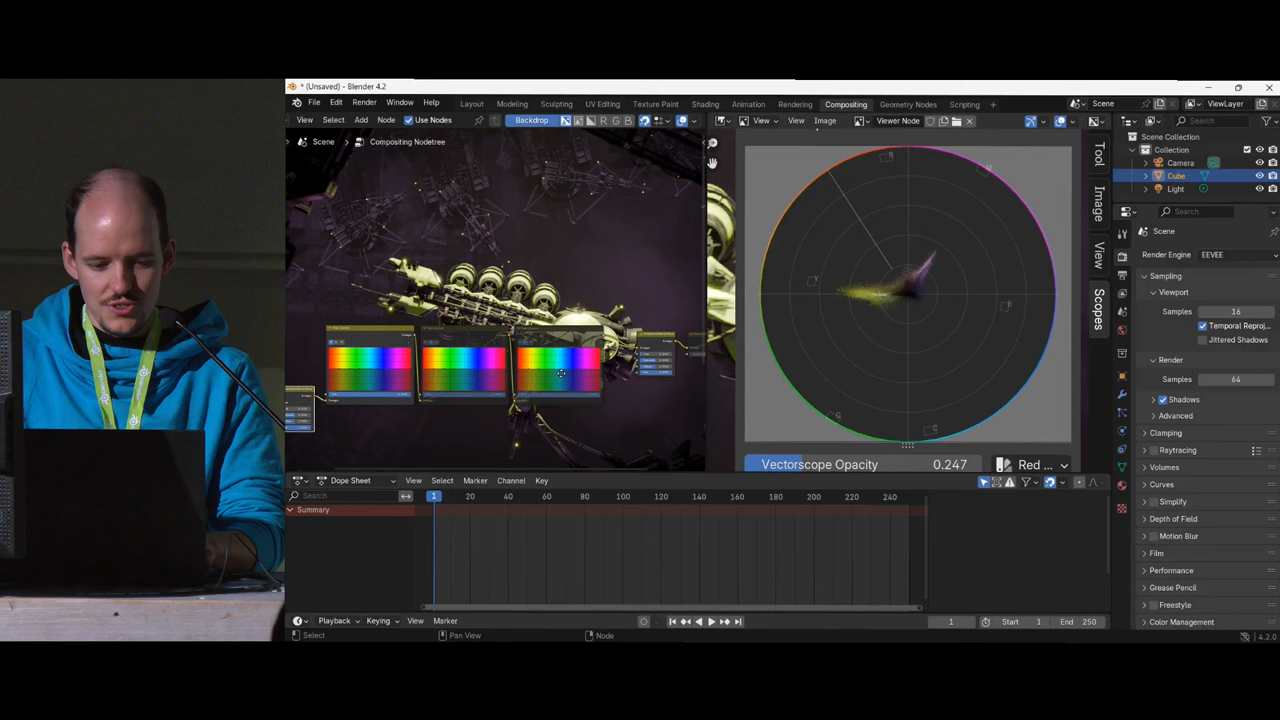 * (Unsaved) - Blender 4.2
File Edit Render Window Help
Layout Modeling Sculpting UV Editing Texture Paint Shading Animation Rendering Compositing Geometry Nodes Scripting +
Scene ViewLayer
View Select Add Node Use Nodes Backdrop R G B
View View Image Viewer Node
Search
Scene Compositing Nodetree
Scene Collection
Collection
Camera
Cube
Light
Tool
Image
View
Scopes
Search
Scene
Render Engine EEVEE
Sampling
Viewport
Samples 16
Temporal Reproj...
Jittered Shadows
Render
Samples 64
Shadows
Advanced
Clamping
Raytracing
Volumes
Curves
Simplify
Depth of Field
Motion Blur
Film
Performance
Grease Pencil
Freestyle
Color Management
Vectorscope Opacity 0.247 Red ...
Dope Sheet View Select Marker Channel Key
Search
1 20 40 60 80 100 120 140 160 180 200 220 240
Summary
Playback Keying View Marker 1 Start 1 End 250
Select Pan View Node 4.2.0